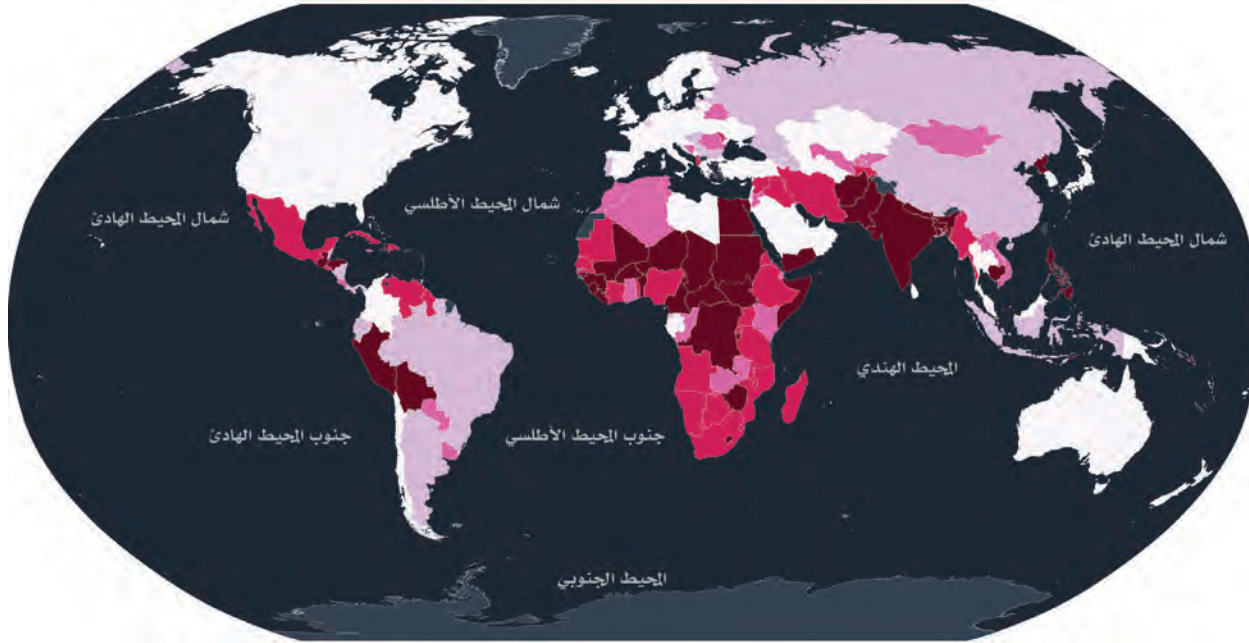 شمال المحيط الأطلسي
شمال المحيط الهادئ
شمال المحيط الهادئ
المحيط الهندي
جنوب المحيط الأطلسي
جنوب المحيط الهادئ
المحيط الجنوبي